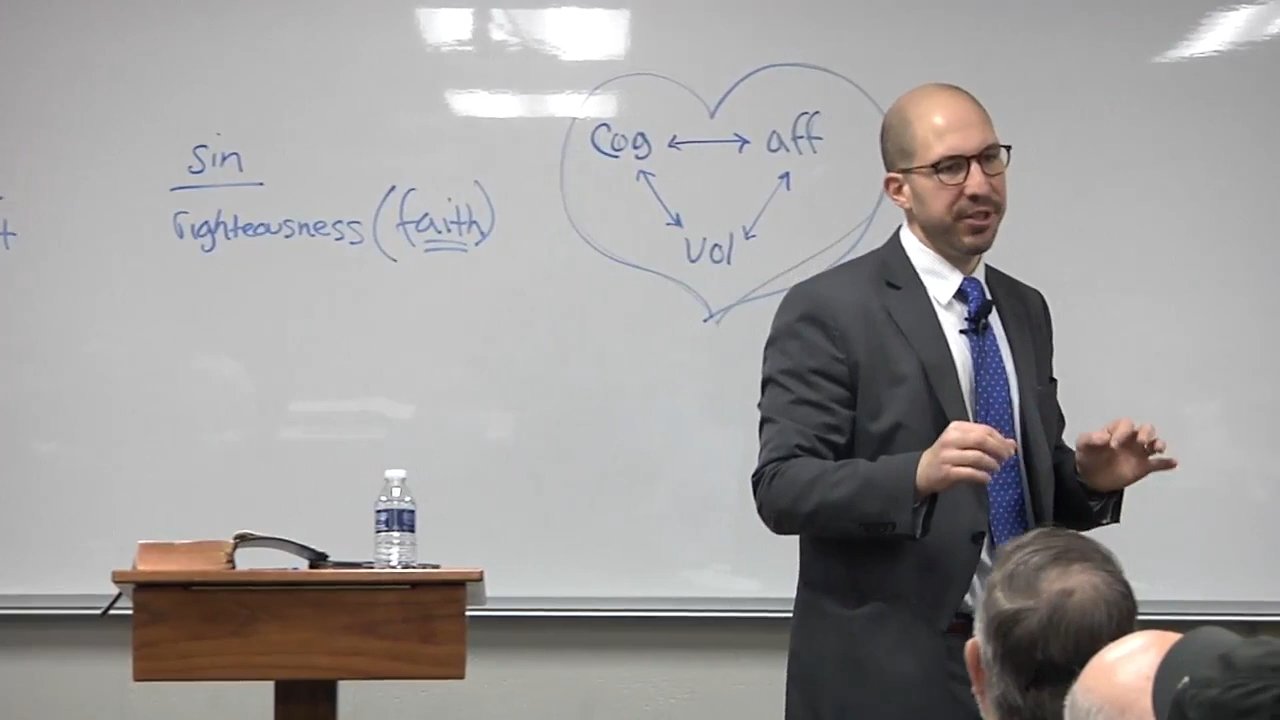 sin
righteousness (faith)
Cog ↔ aff
vol